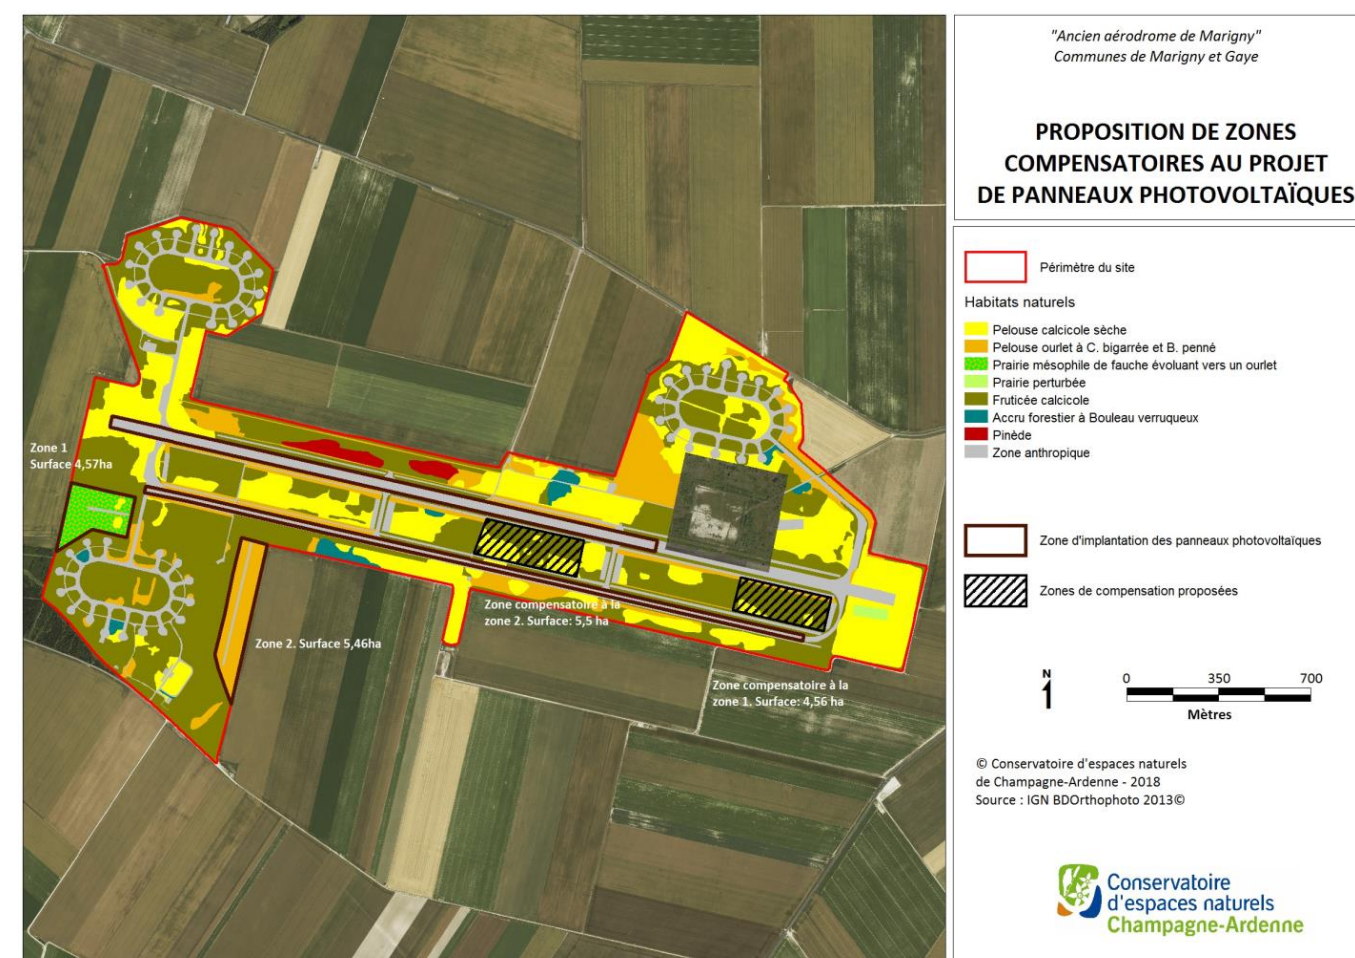 "Ancien aérodrome de Marigny"
Communes de Marigny et Gaye
PROPOSITION DE ZONES
COMPENSATOIRES AU PROJET
DE PANNEAUX PHOTOVOLTAÏQUES
Périmètre du site
Habitats naturels
Pelouse calcicole sèche
Pelouse ourlet à C. bigarrée et B. penné
Prairie mésophile de fauche évoluant vers un ourlet
Prairie perturbée
Fruticée calcicole
Accru forestier à Bouleau verruqueux
Pinède
Zone anthropique
Zone d'implantation des panneaux photovoltaïques
Zones de compensation proposées
N
0 350 700
Mètres
© Conservatoire d'espaces naturels
de Champagne-Ardenne - 2018
Source : IGN BDOrthophoto 2013©
Conservatoire
d'espaces naturels
Champagne-Ardenne
Zone 1
Surface 4,57ha
Zone compensatoire à la
zone 2. Surface: 5,5 ha
Zone 2. Surface 5,46ha
Zone compensatoire à la
zone 1. Surface: 4,56 ha